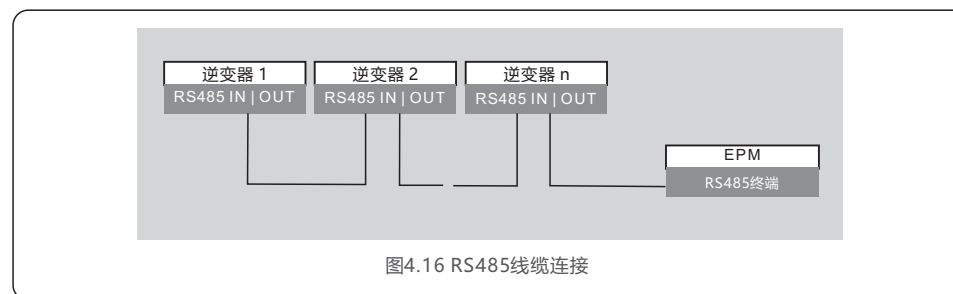 逆变器 1
逆变器 2
逆变器 n
RS485 IN | OUT
RS485 IN | OUT
RS485 IN | OUT
EPM
RS485终端
图4.16 RS485线缆连接